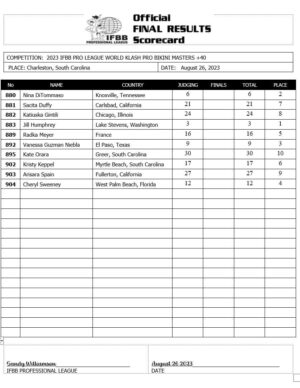 Official
FINAL RESULTS
Scorecard
IFBB
PROFESSIONAL LEAGUE
COMPETITION: 2023 IFBB PRO LEAGUE WORLD KLASH PRO BIKINI MASTERS +40
PLACE: Charleston, South Carolina DATE: August 26, 2023
No NAME COUNTRY JUDGING FINALS TOTAL PLACE
880 Nina DiTommaso Knoxville, Tennessee 6 6 2
881 Sacita Duffy Carlsbad, California 21 21 7
882 Katiuska Gintili Chicago, Illinois 24 24 8
883 Jill Humphrey Lake Stevens, Washington 3 3 1
889 Radka Meyer France 16 16 5
892 Vanessa Guzman Niebla El Paso, Texas 9 9 3
895 Kate Orara Greer, South Carolina 30 30 10
902 Kristy Keppel Myrtle Beach, South Carolina 17 17 6
903 Ansara Spain Fullerton, California 27 27 9
904 Cheryl Sweeney West Palm Beach, Florida 12 12 4
Sandy Williamson August 26 2023
IFBB PROFESSIONAL LEAGUE DATE